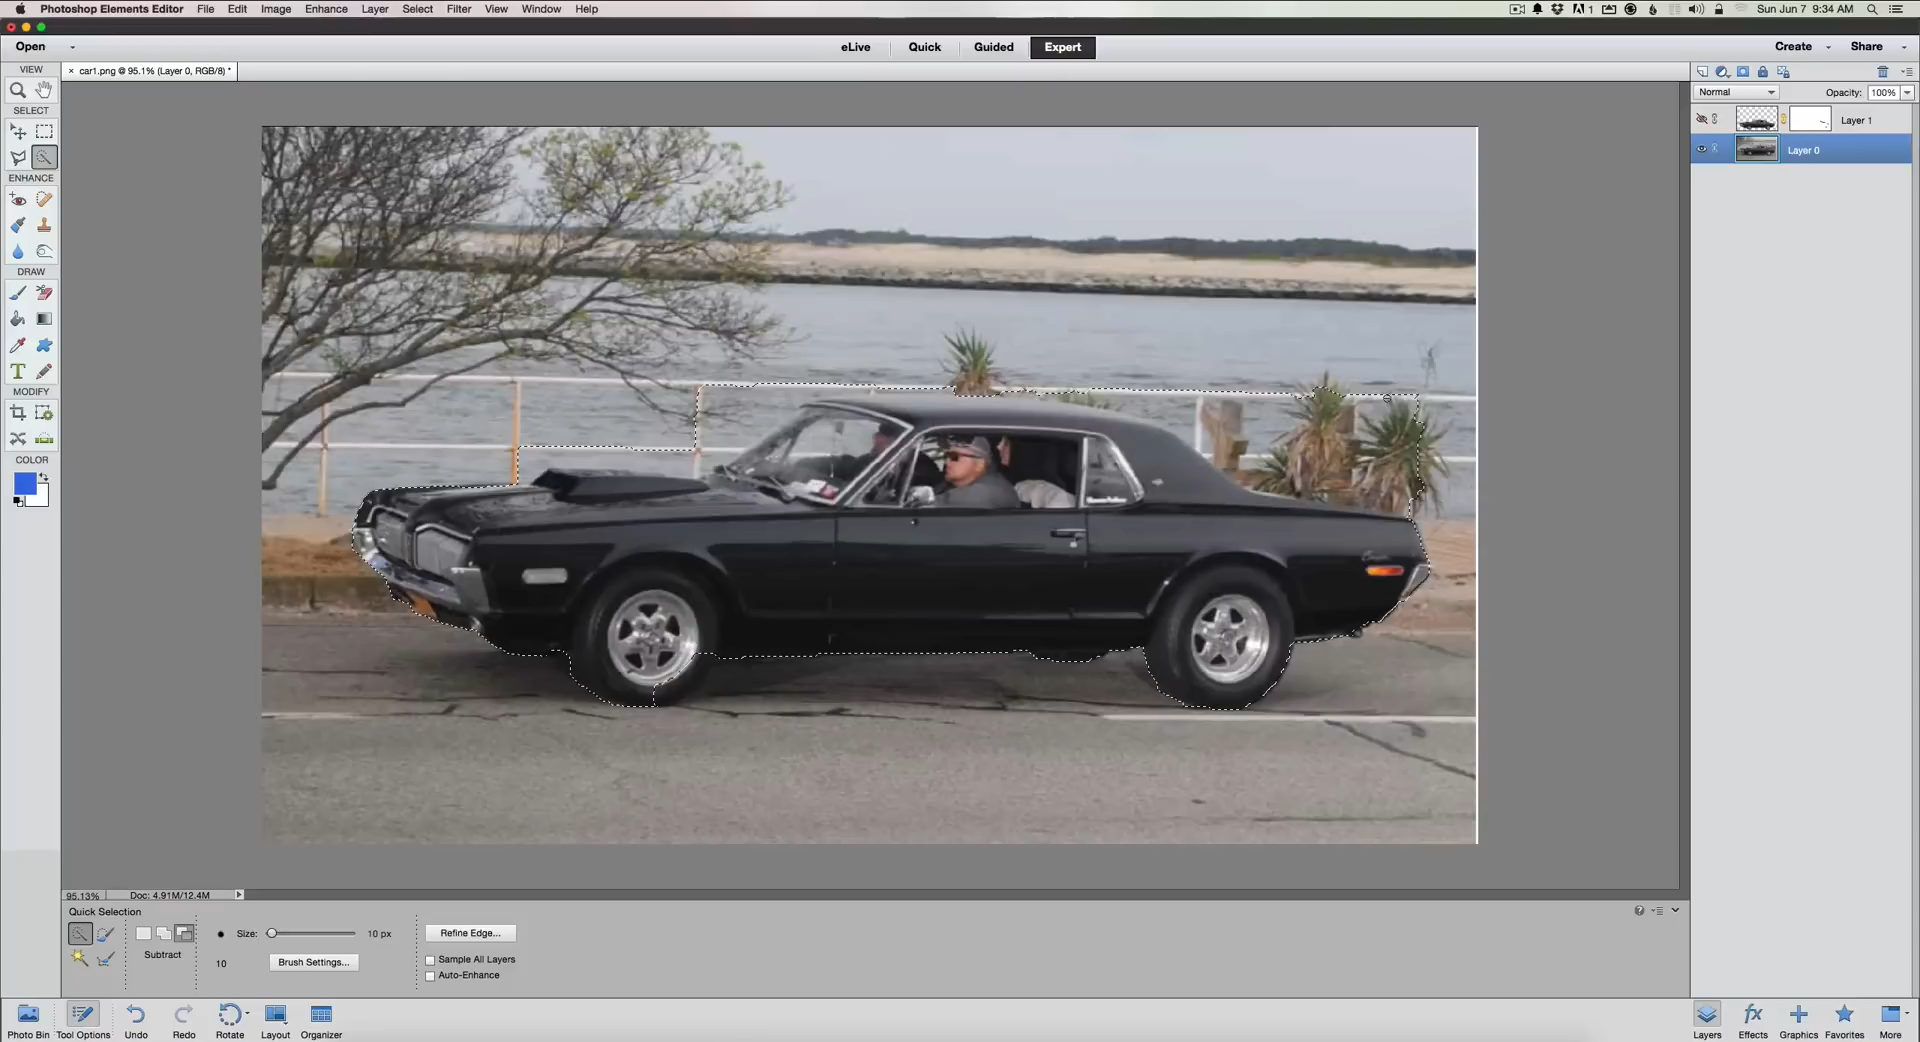 Photoshop Elements Editor File Edit Image Enhance Layer Select Filter View Window Help
1 Sun Jun 7 9:34 AM
Open eLive Quick Guided Expert Create Share
VIEW
× car1.png @ 95.1% (Layer 0, RGB/8) *
Normal Opacity: 100%
SELECT
Layer 1
Layer 0
ENHANCE
DRAW
T
MODIFY
COLOR
95.13% Doc: 4.91M/12.4M
Quick Selection
Size: 10 px Refine Edge...
Subtract
10 Brush Settings...
Sample All Layers
Auto-Enhance
Photo Bin Tool Options Undo Redo Rotate Layout Organizer
fx
Layers Effects Graphics Favorites More